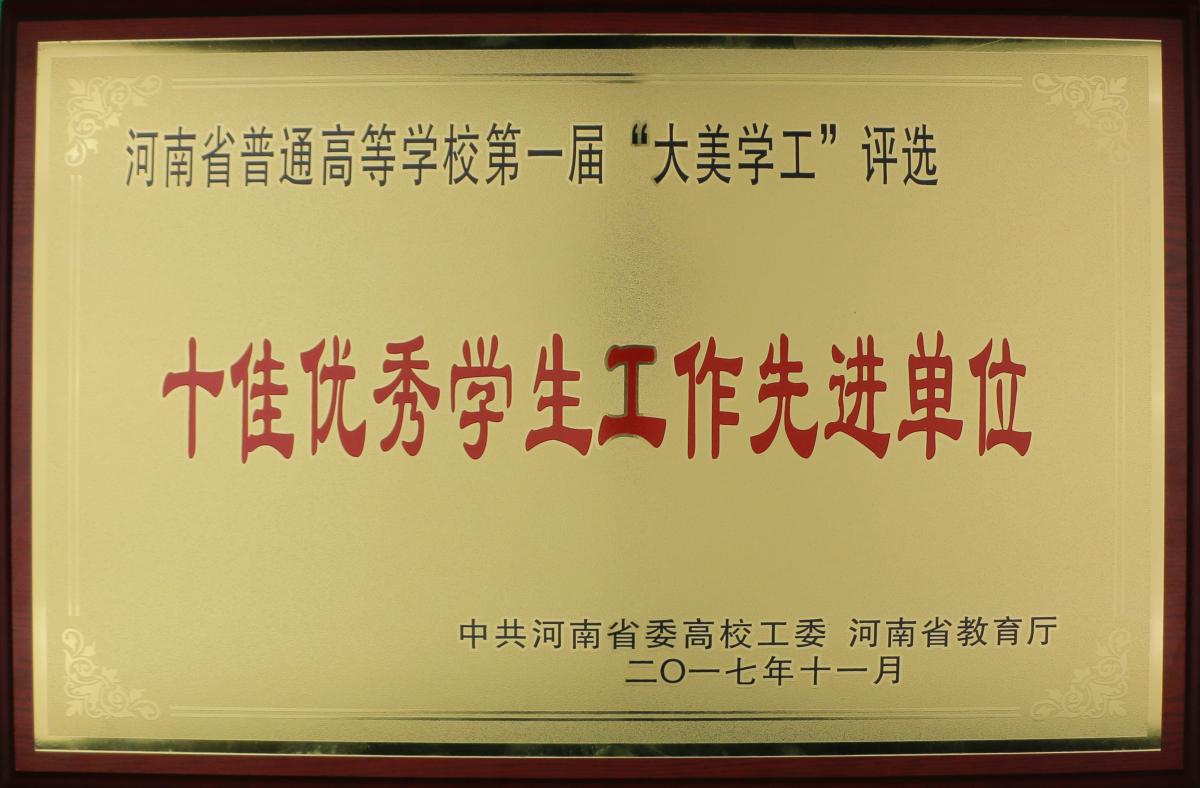 河南省普通高等学校第一届“大美学工”评选
十佳优秀学生工作先进单位
中共河南省委高校工委 河南省教育厅
二〇一七年十一月